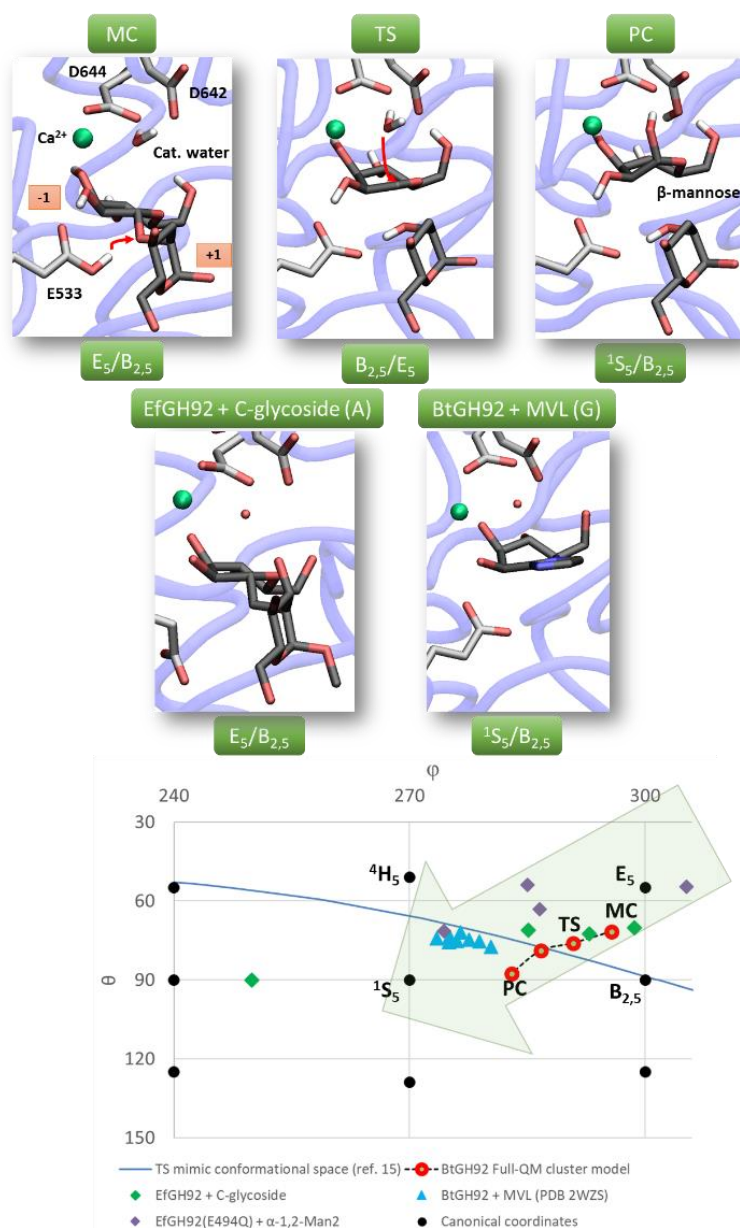 MC
TS
PC
D644
D642
Ca²⁺
Cat. water
-1
+1
E533
β-mannose
E₅/B₂,₅
B₂,₅/E₅
¹S₅/B₂,₅
EfGH92 + C-glycoside (A)
BtGH92 + MVL (G)
E₅/B₂,₅
¹S₅/B₂,₅
φ
240
270
300
30
60
90
120
150
θ
⁴H₅
E₅
TS
MC
¹S₅
PC
B₂,₅
TS mimic conformational space (ref. 15)
BtGH92 Full-QM cluster model
EfGH92 + C-glycoside
BtGH92 + MVL (PDB 2WZS)
EfGH92(E494Q) + α-1,2-Man2
Canonical coordinates